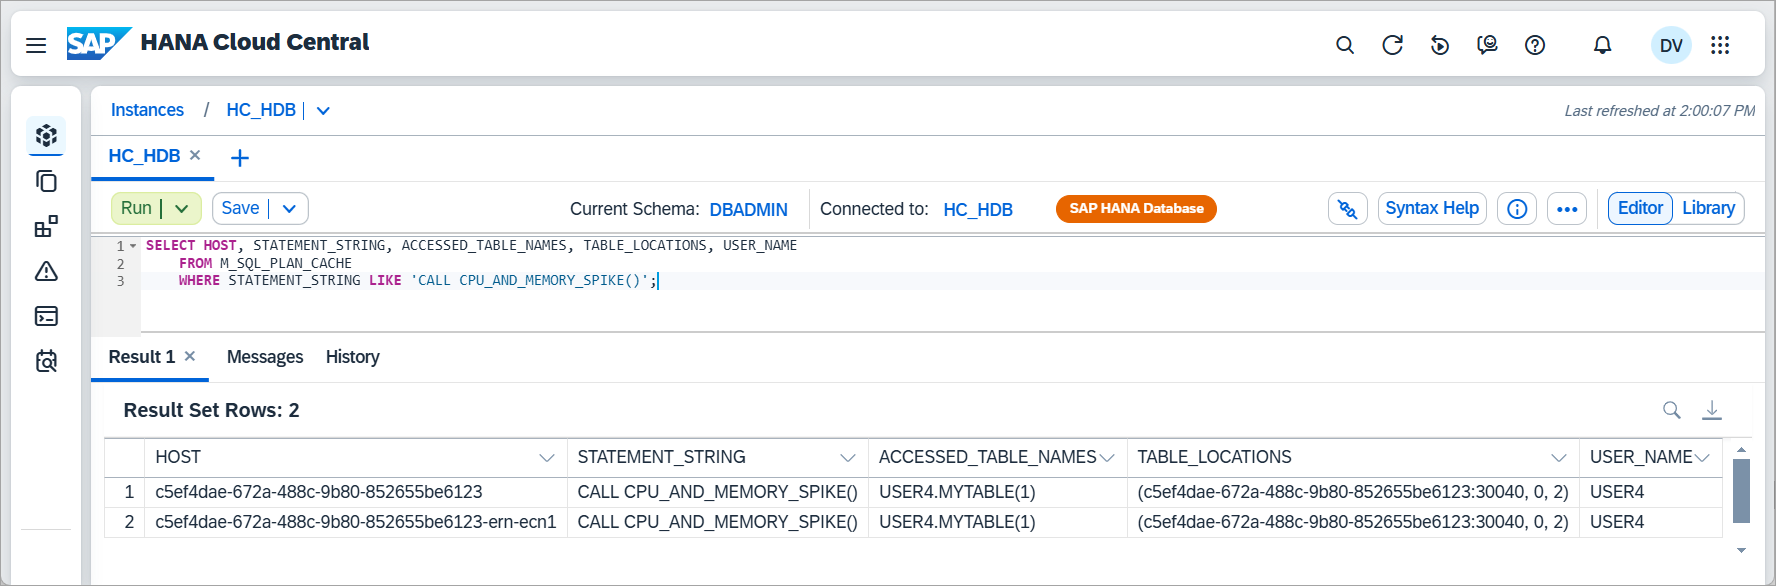 SAP HANA Cloud Central
DV
Instances / HC_HDB
Last refreshed at 2:00:07 PM
HC_HDB
Run Save Current Schema: DBADMIN Connected to: HC_HDB SAP HANA Database Syntax Help Editor Library
1 SELECT HOST, STATEMENT_STRING, ACCESSED_TABLE_NAMES, TABLE_LOCATIONS, USER_NAME
2 FROM M_SQL_PLAN_CACHE
3 WHERE STATEMENT_STRING LIKE 'CALL CPU_AND_MEMORY_SPIKE()';
Result 1 Messages History
Result Set Rows: 2
HOST STATEMENT_STRING ACCESSED_TABLE_NAMES TABLE_LOCATIONS USER_NAME
1 c5ef4dae-672a-488c-9b80-852655be6123 CALL CPU_AND_MEMORY_SPIKE() USER4.MYTABLE(1) (c5ef4dae-672a-488c-9b80-852655be6123:30040, 0, 2) USER4
2 c5ef4dae-672a-488c-9b80-852655be6123-ern-ecn1 CALL CPU_AND_MEMORY_SPIKE() USER4.MYTABLE(1) (c5ef4dae-672a-488c-9b80-852655be6123:30040, 0, 2) USER4